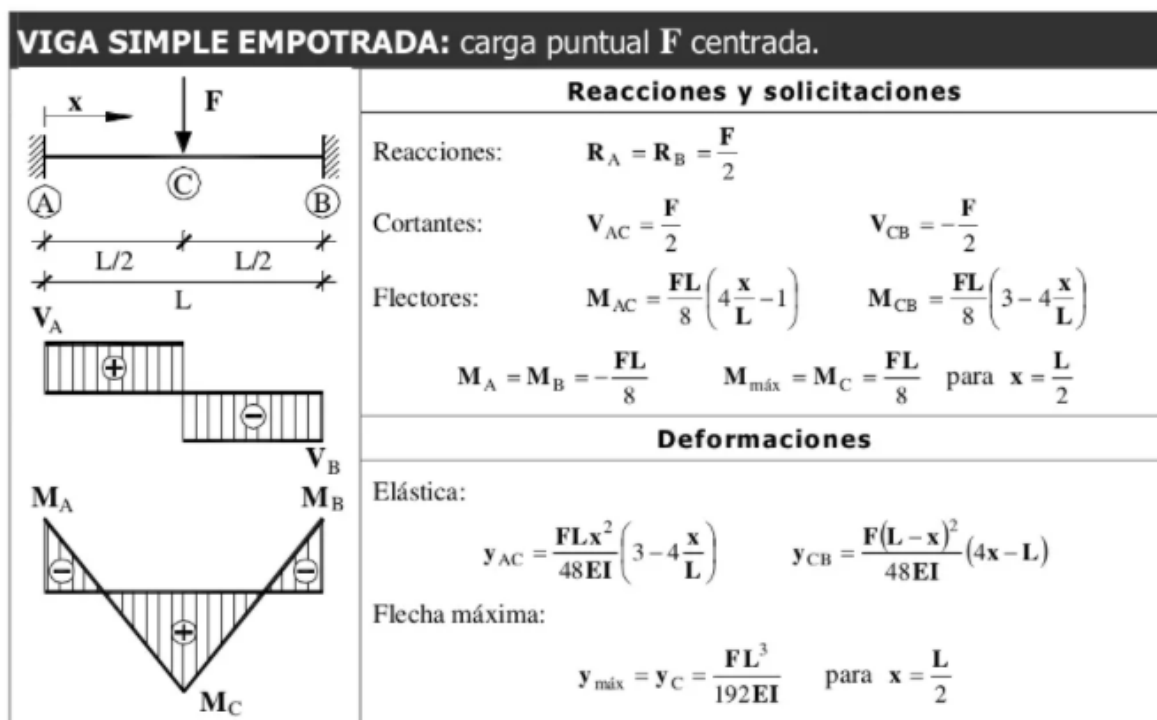 VIGA SIMPLE EMPOTRADA: carga puntual F centrada.
x
F
A
C
B
L/2
L/2
L
V_A
+
−
V_B
M_A
M_B
−
−
+
M_C
Reacciones y solicitaciones
Reacciones: R_A = R_B = F/2
Cortantes: V_AC = F/2 V_CB = −F/2
Flectores: M_AC = FL/8 (4 x/L − 1) M_CB = FL/8 (3 − 4 x/L)
M_A = M_B = −FL/8 M_máx = M_C = FL/8 para x = L/2
Deformaciones
Elástica:
y_AC = FLx²/48EI (3 − 4 x/L) y_CB = F(L − x)²/48EI (4x − L)
Flecha máxima:
y_máx = y_C = FL³/192EI para x = L/2